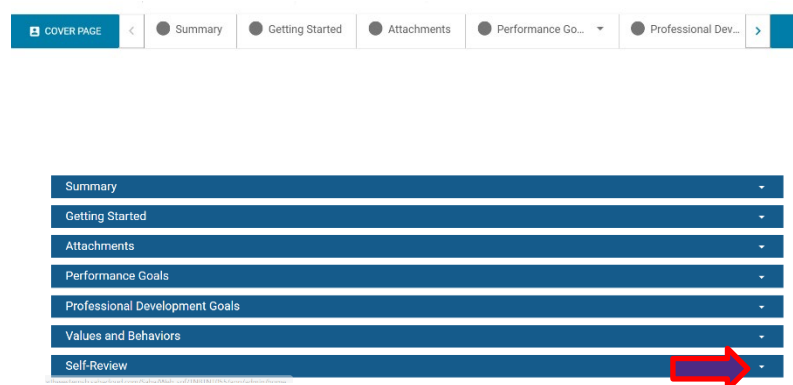 COVER PAGE Summary Getting Started Attachments Performance Go... Professional Dev...
Summary
Getting Started
Attachments
Performance Goals
Professional Development Goals
Values and Behaviors
Self-Review